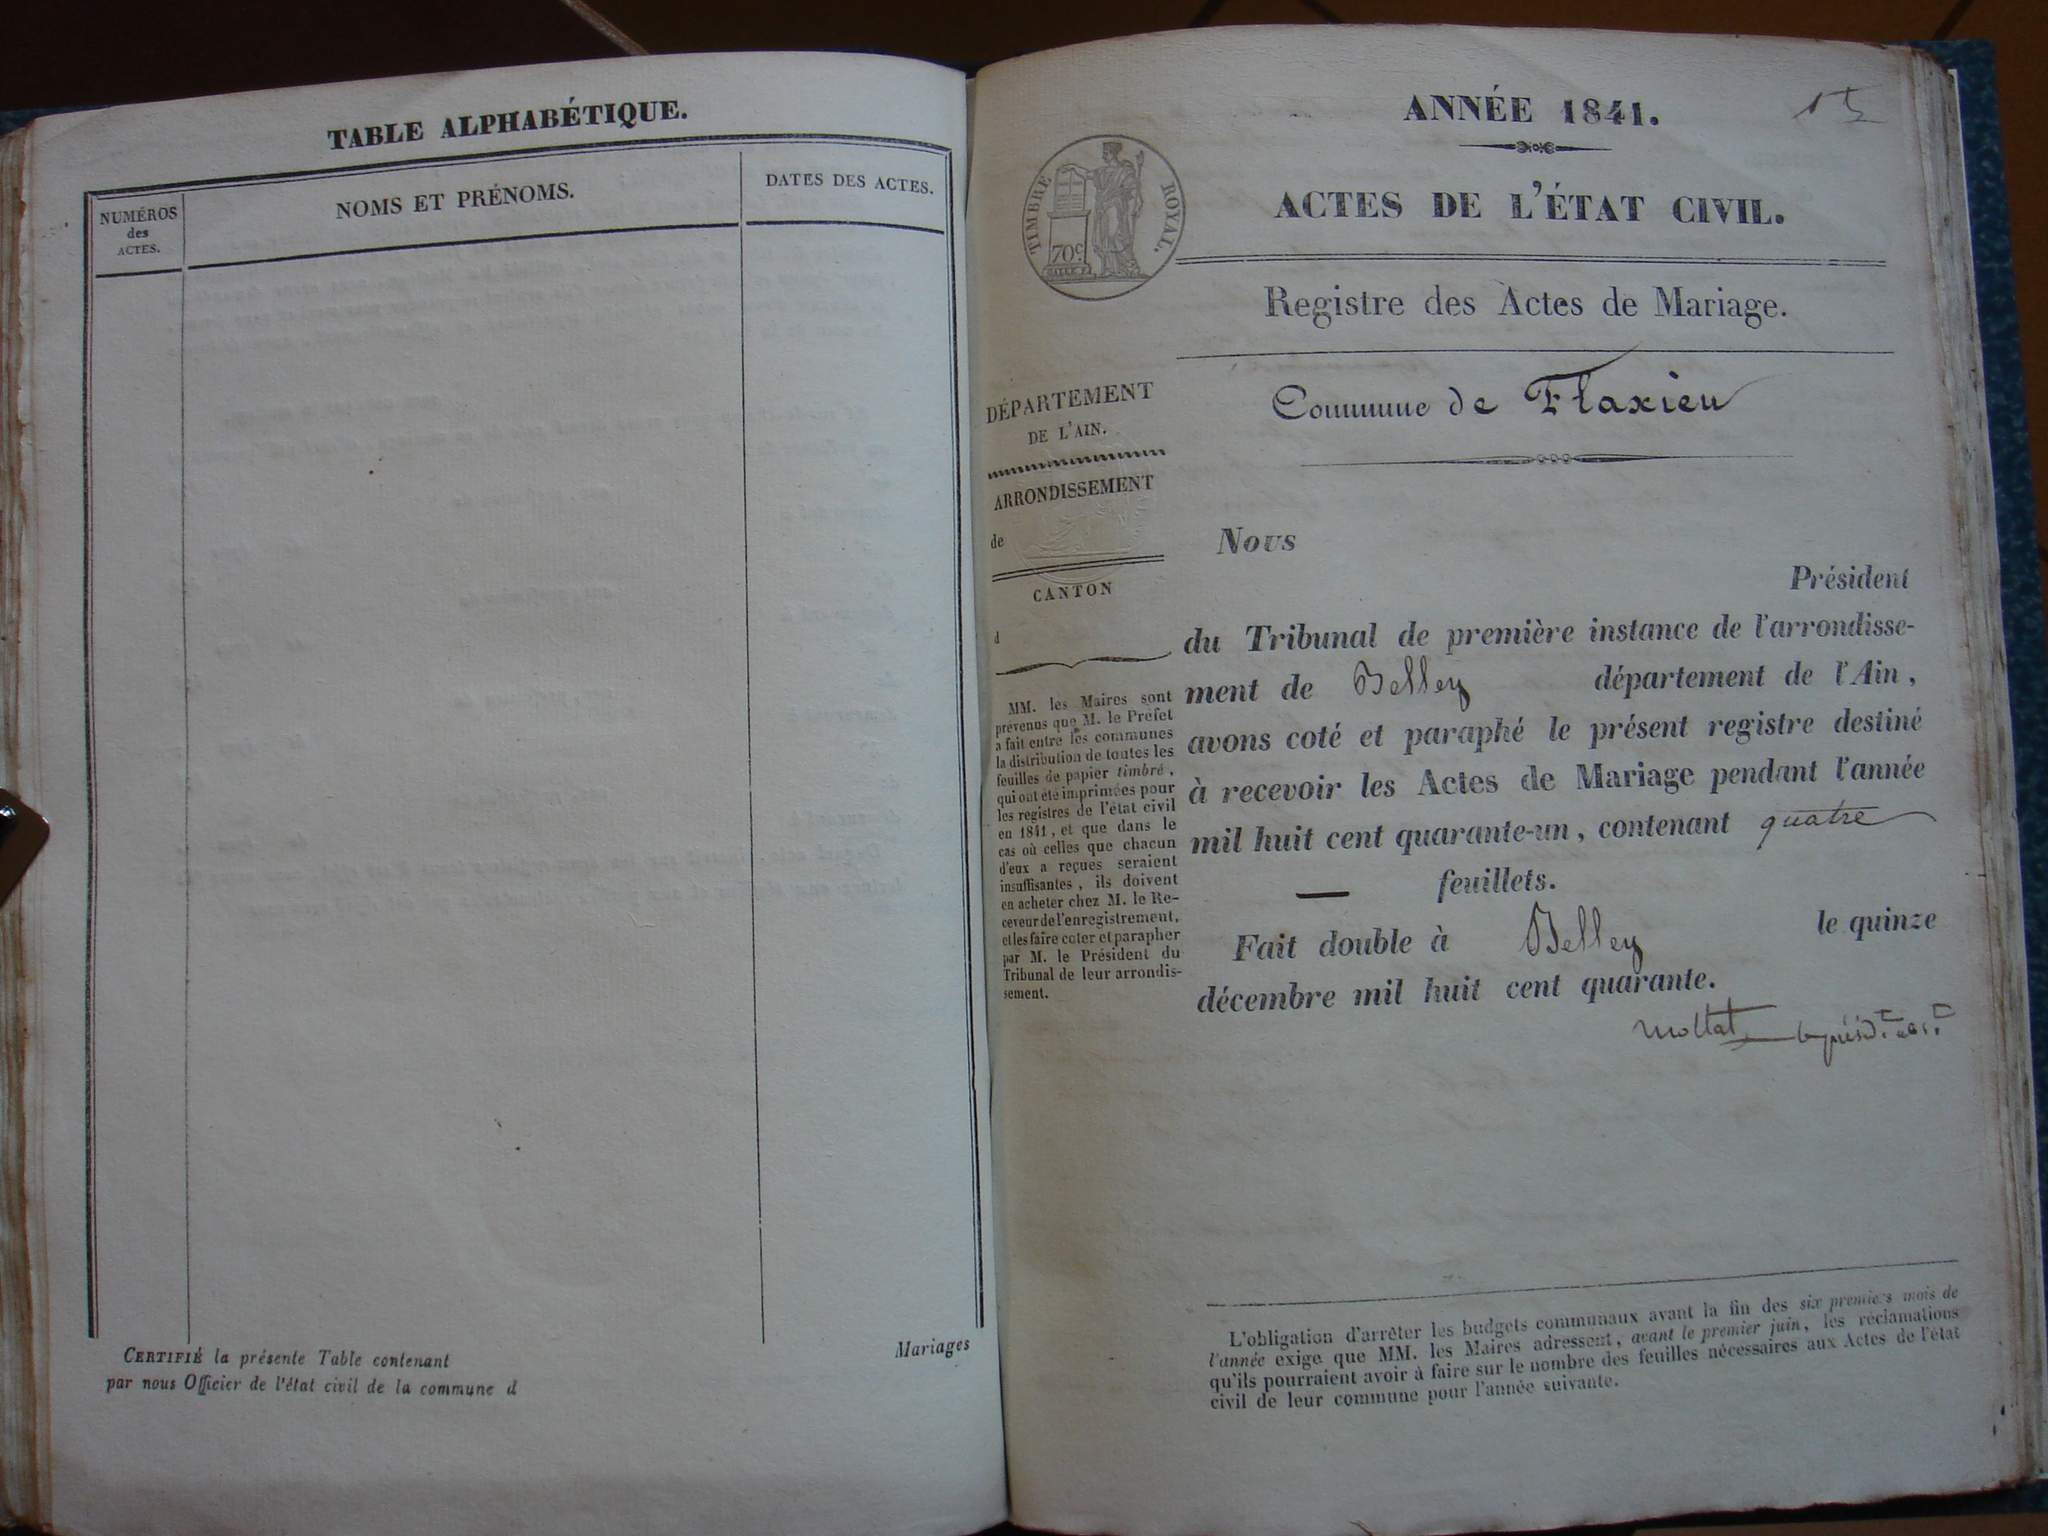 TABLE ALPHABÉTIQUE.
NUMÉROS
des
ACTES.
NOMS ET PRÉNOMS.
DATES DES ACTES.
CERTIFIÉ la présente Table contenant
par nous Officier de l'état civil de la commune d
Mariages
ANNÉE 1841.
ACTES DE L'ÉTAT CIVIL.
TIMBRE ROYAL.
70c
Registre des Actes de Mariage.
Commune de Flaxieu
DÉPARTEMENT
DE L'AIN.
ARRONDISSEMENT
de
CANTON
d
MM. les Maires sont
prévenus que M. le Préfet
a fait entre les communes
la distribution de toutes les
feuilles de papier timbré,
qui ont été imprimées pour
les registres de l'état civil
en 1841, et que dans le
cas où celles que chacun
d'eux a reçues seraient
insuffisantes, ils doivent
en acheter chez M. le Re-
ceveur de l'enregistrement,
et les faire coter et parapher
par M. le Président du
Tribunal de leur arrondis-
sement.
Nous
Président
du Tribunal de première instance de l'arrondisse-
ment de Belley département de l'Ain,
avons coté et paraphé le présent registre destiné
à recevoir les Actes de Mariage pendant l'année
mil huit cent quarante-un, contenant quatre
feuillets.
Fait double à Belley le quinze
décembre mil huit cent quarante.
L'obligation d'arrêter les budgets communaux avant la fin des six premiers mois de
l'année exige que MM. les Maires adressent, avant le premier juin, les réclamations
qu'ils pourraient avoir à faire sur le nombre des feuilles nécessaires aux Actes de l'état
civil de leur commune pour l'année suivante.